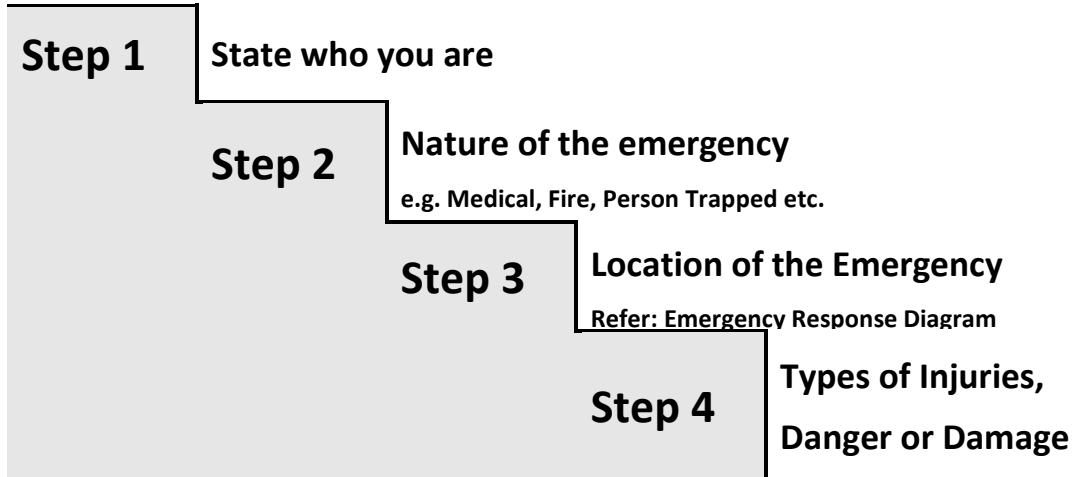 Step 1
State who you are
Step 2
Nature of the emergency
e.g. Medical, Fire, Person Trapped etc.
Step 3
Location of the Emergency
Refer: Emergency Response Diagram
Step 4
Types of Injuries,
Danger or Damage